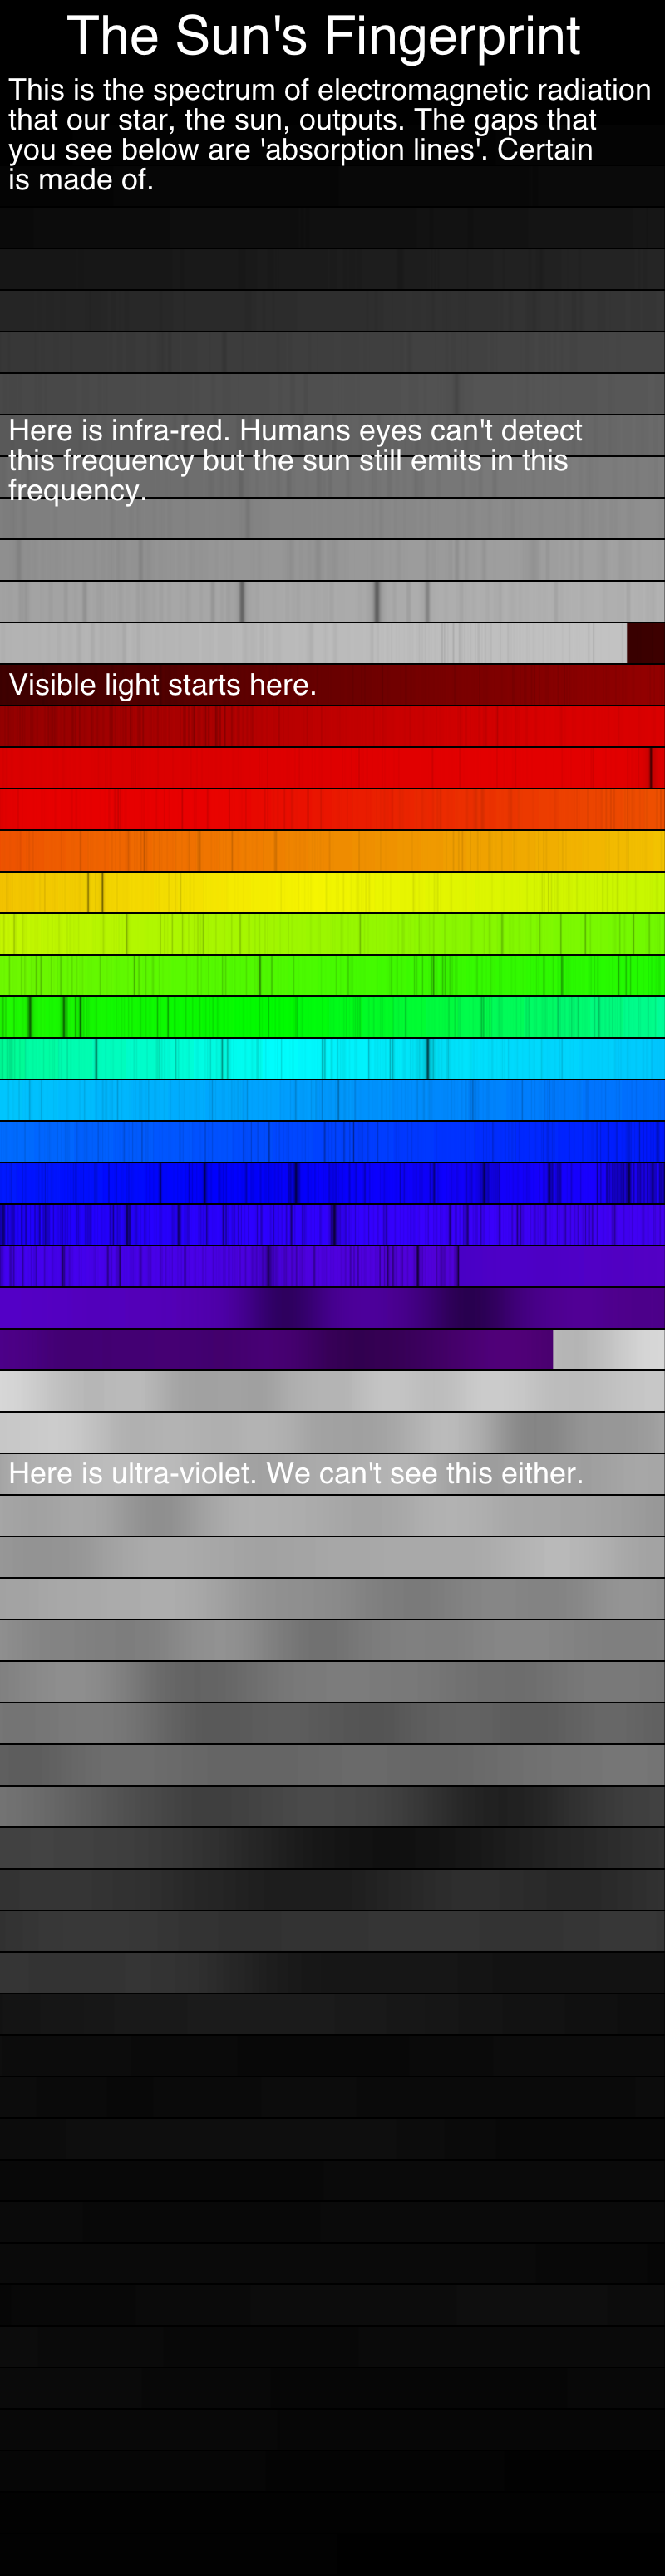 The Sun's Fingerprint
This is the spectrum of electromagnetic radiation
that our star, the sun, outputs. The gaps that
you see below are 'absorption lines'. Certain
is made of.
Here is infra-red. Humans eyes can't detect
this frequency but the sun still emits in this
frequency.
Visible light starts here.
Here is ultra-violet. We can't see this either.